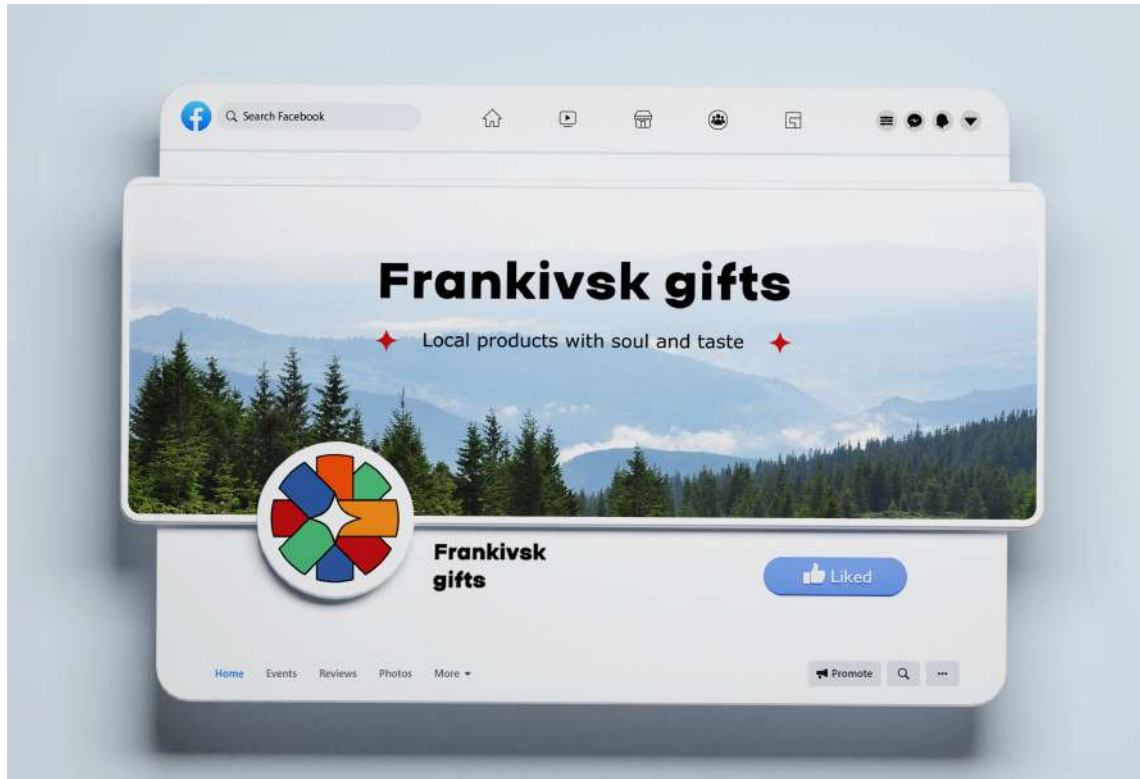 Search Facebook
Frankivsk gifts
Local products with soul and taste
Frankivsk
gifts
Liked
Home Events Reviews Photos More
Promote